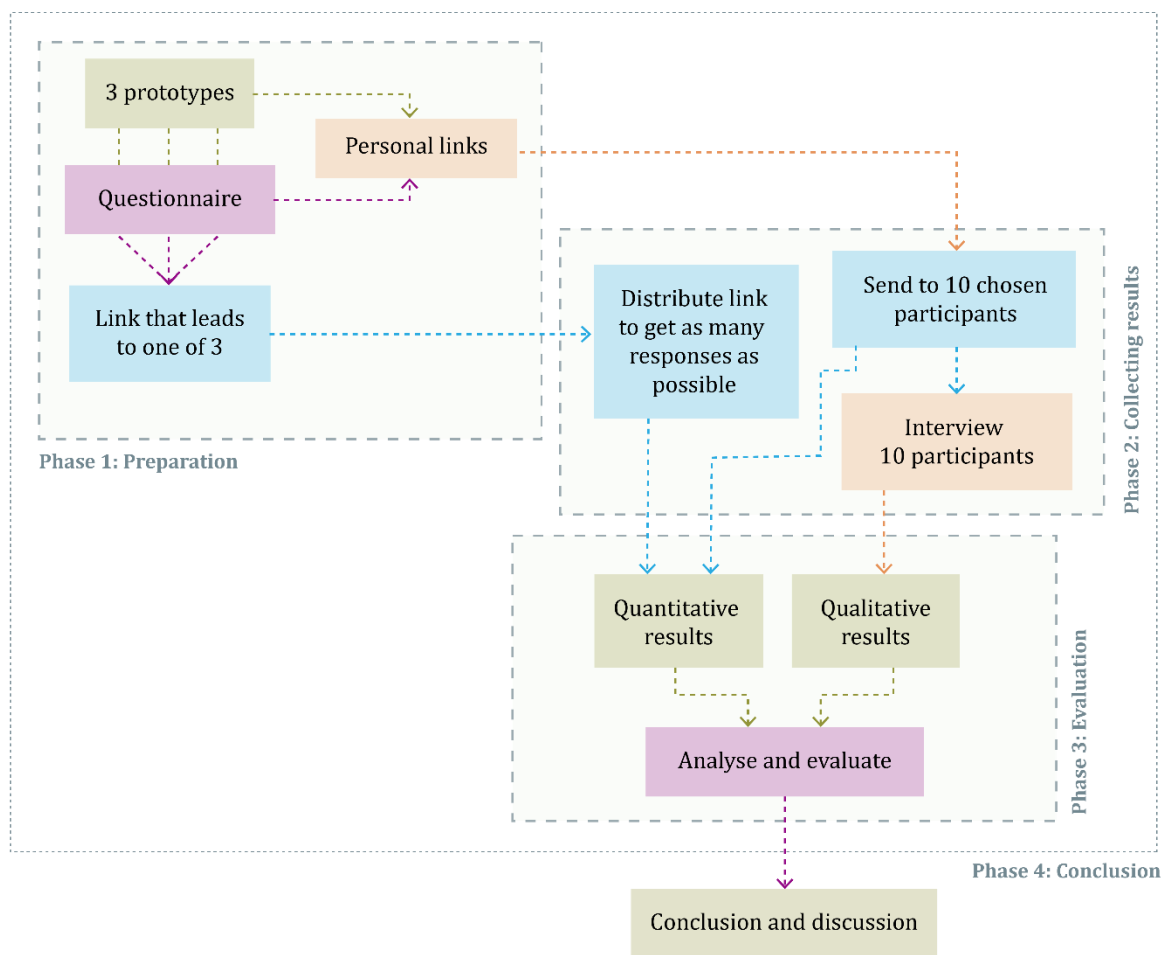 3 prototypes
Personal links
Questionnaire
Link that leads
to one of 3
Phase 1: Preparation
Distribute link
to get as many
responses as
possible
Send to 10 chosen
participants
Interview
10 participants
Phase 2: Collecting results
Quantitative
results
Qualitative
results
Analyse and evaluate
Phase 3: Evaluation
Phase 4: Conclusion
Conclusion and discussion